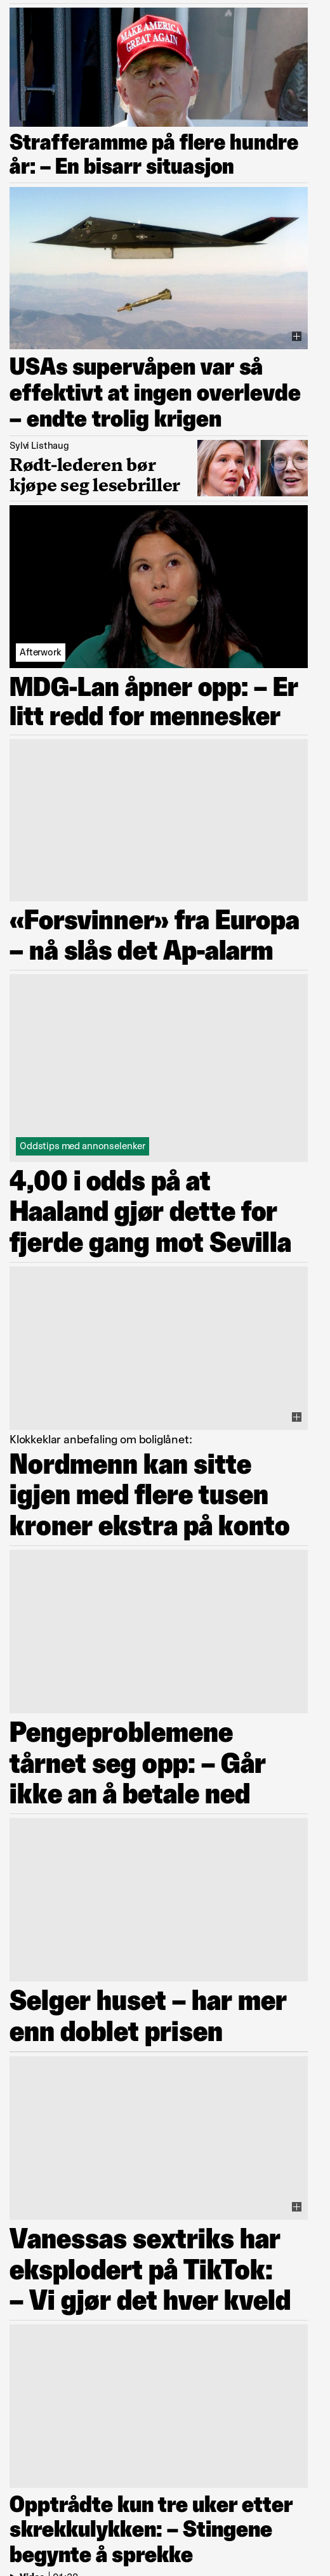 MAKE AMERICA
GREAT AGAIN
Strafferamme på flere hundre
år: – En bisarr situasjon
USAs supervåpen var så
effektivt at ingen overlevde
– endte trolig krigen
Sylvi Listhaug
Rødt-lederen bør
kjøpe seg lesebriller
Afterwork
MDG-Lan åpner opp: – Er
litt redd for mennesker
«Forsvinner» fra Europa
– nå slås det Ap-alarm
Oddstips med annonselenker
4,00 i odds på at
Haaland gjør dette for
fjerde gang mot Sevilla
Klokkeklar anbefaling om boliglånet:
Nordmenn kan sitte
igjen med flere tusen
kroner ekstra på konto
Pengeproblemene
tårnet seg opp: – Går
ikke an å betale ned
Selger huset – har mer
enn doblet prisen
Vanessas sextriks har
eksplodert på TikTok:
– Vi gjør det hver kveld
Opptrådte kun tre uker etter
skrekkulykken: – Stingene
begynte å sprekke